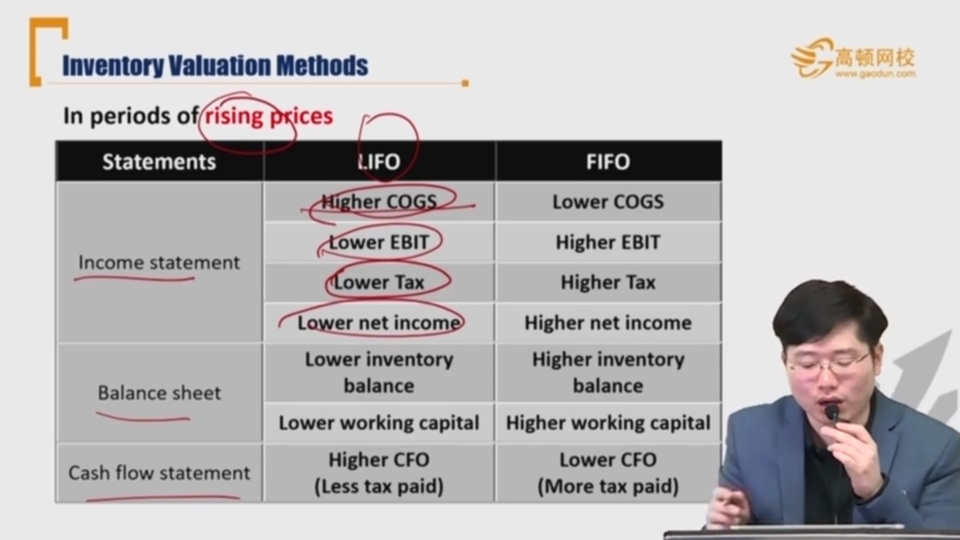 Inventory Valuation Methods
高顿网校
www.gaodun.com
In periods of rising prices
Statements LIFO FIFO
Income statement
Higher COGS Lower COGS
Lower EBIT Higher EBIT
Lower Tax Higher Tax
Lower net income Higher net income
Balance sheet
Lower inventory
balance
Higher inventory
balance
Lower working capital Higher working capital
Cash flow statement
Higher CFO
(Less tax paid)
Lower CFO
(More tax paid)